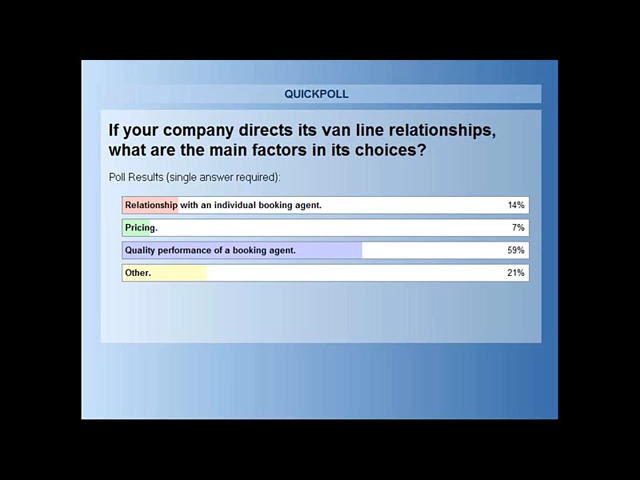 QUICKPOLL
If your company directs its van line relationships,
what are the main factors in its choices?
Poll Results (single answer required):
Relationship with an individual booking agent. 14%
Pricing. 7%
Quality performance of a booking agent. 59%
Other. 21%